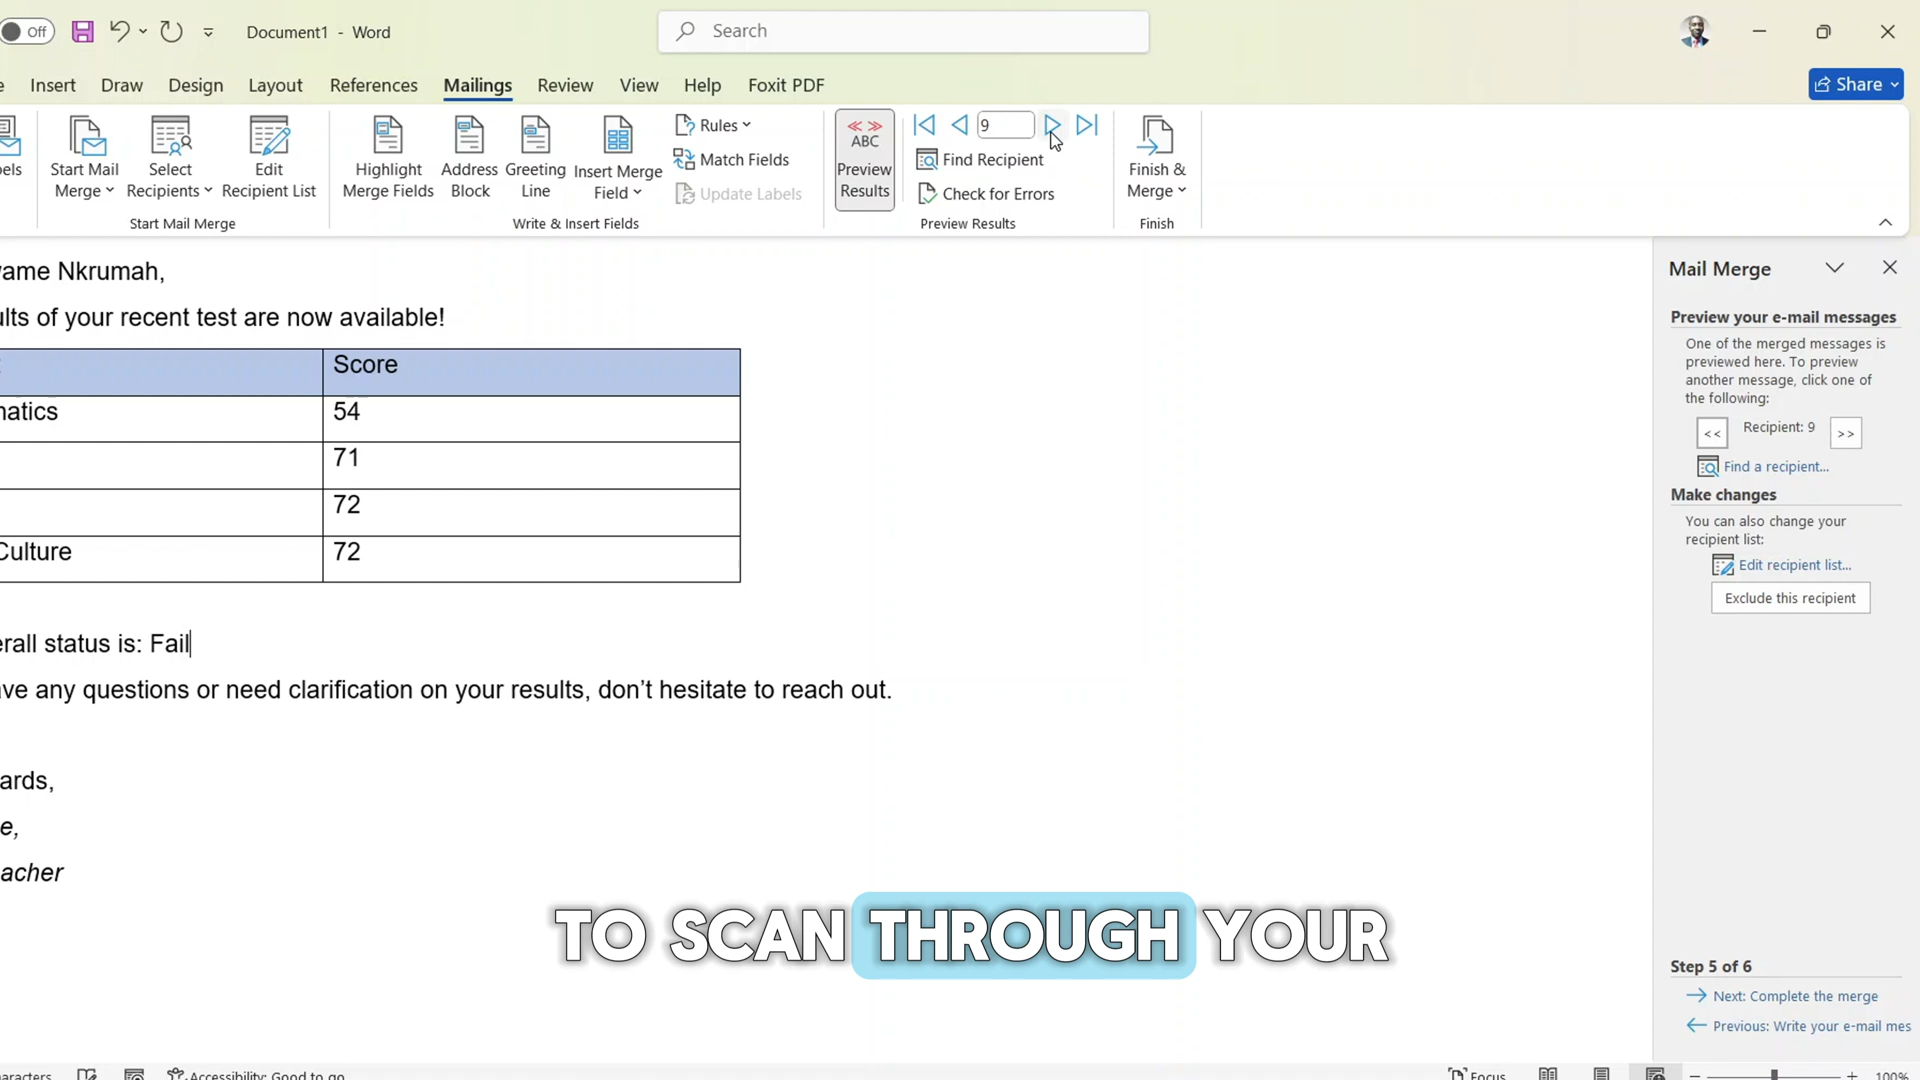 Off
Document1 - Word
Search
Insert Draw Design Layout References Mailings Review View Help Foxit PDF
Share
Start Mail Merge
Select Recipients
Edit Recipient List
Start Mail Merge
Highlight Merge Fields
Address Block
Greeting Line
Insert Merge Field
Rules
Match Fields
Update Labels
Write & Insert Fields
ABC
Preview Results
9
Find Recipient
Check for Errors
Preview Results
Finish & Merge
Finish
ame Nkrumah,
ults of your recent test are now available!
Score
natics 54
71
72
Culture 72
erall status is: Fail
ave any questions or need clarification on your results, don't hesitate to reach out.
ards,
e,
acher
TO SCAN THROUGH YOUR
Mail Merge
Preview your e-mail messages
One of the merged messages is
previewed here. To preview
another message, click one of
the following:
<< Recipient: 9 >>
Find a recipient...
Make changes
You can also change your
recipient list:
Edit recipient list...
Exclude this recipient
Step 5 of 6
Next: Complete the merge
Previous: Write your e-mail mes
aracters
Accessibility: Good to go
Focus
100%